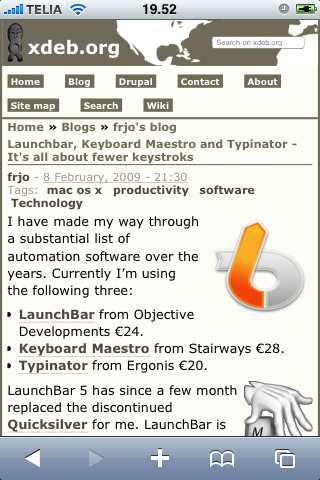 TELIA 19.52
xdeb.org
Search on xdeb.org
Home Blog Drupal Contact About
Site map Search Wiki
Home » Blogs » frjo's blog
Launchbar, Keyboard Maestro and Typinator -
It's all about fewer keystroks
frjo - 8 February, 2009 - 21:30
Tags: mac os x productivity software
Technology
I have made my way through
a substantial list of
automation software over the
years. Currently I’m using
the following three:
• LaunchBar from Objective
Developments €24.
• Keyboard Maestro from Stairways €28.
• Typinator from Ergonis €20.
LaunchBar 5 has since a few month
replaced the discontinued
Quicksilver for me. LaunchBar is
M